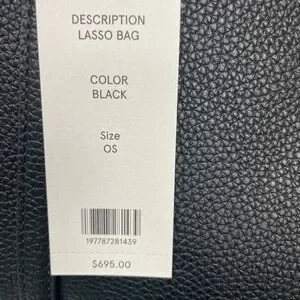 DESCRIPTION
LASSO BAG
COLOR
BLACK
Size
OS
197787281439
$695.00